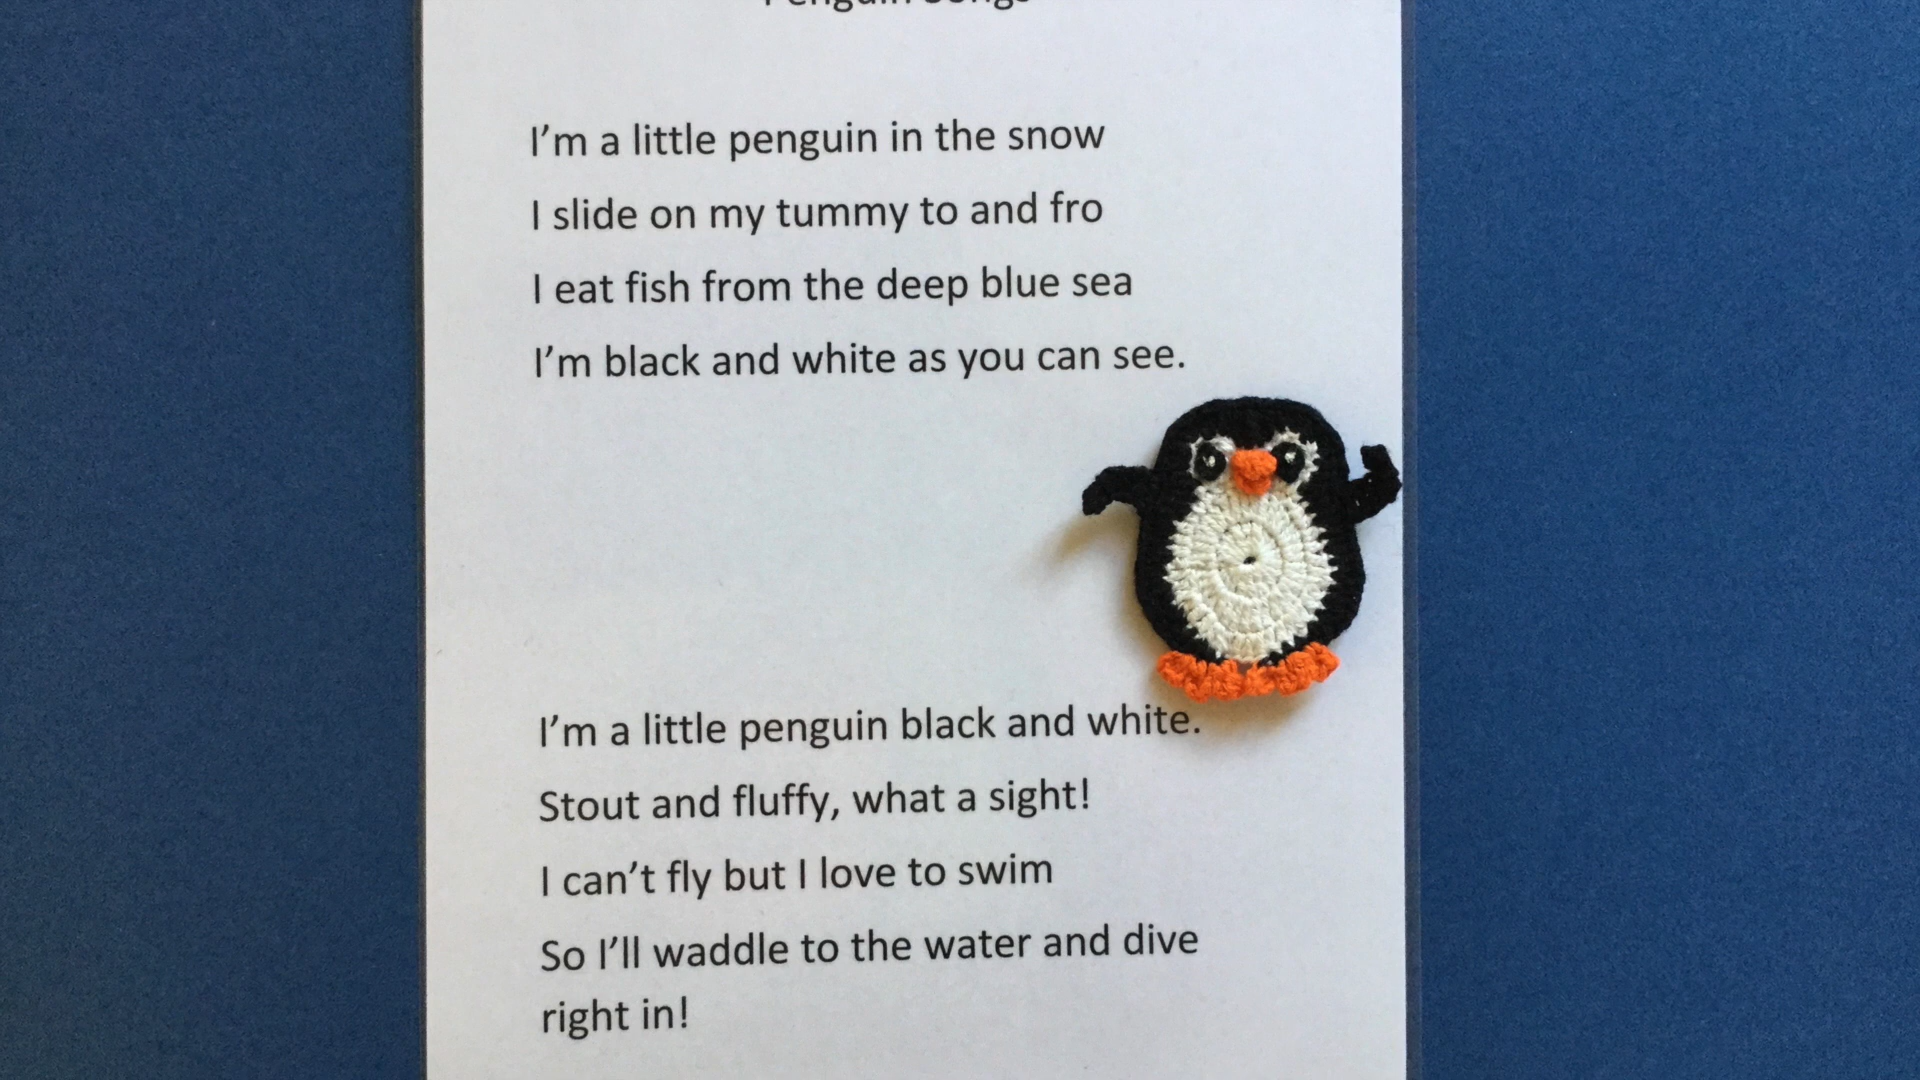 Penguin Songs
I'm a little penguin in the snow
I slide on my tummy to and fro
I eat fish from the deep blue sea
I'm black and white as you can see.
I'm a little penguin black and white.
Stout and fluffy, what a sight!
I can't fly but I love to swim
So I'll waddle to the water and dive
right in!